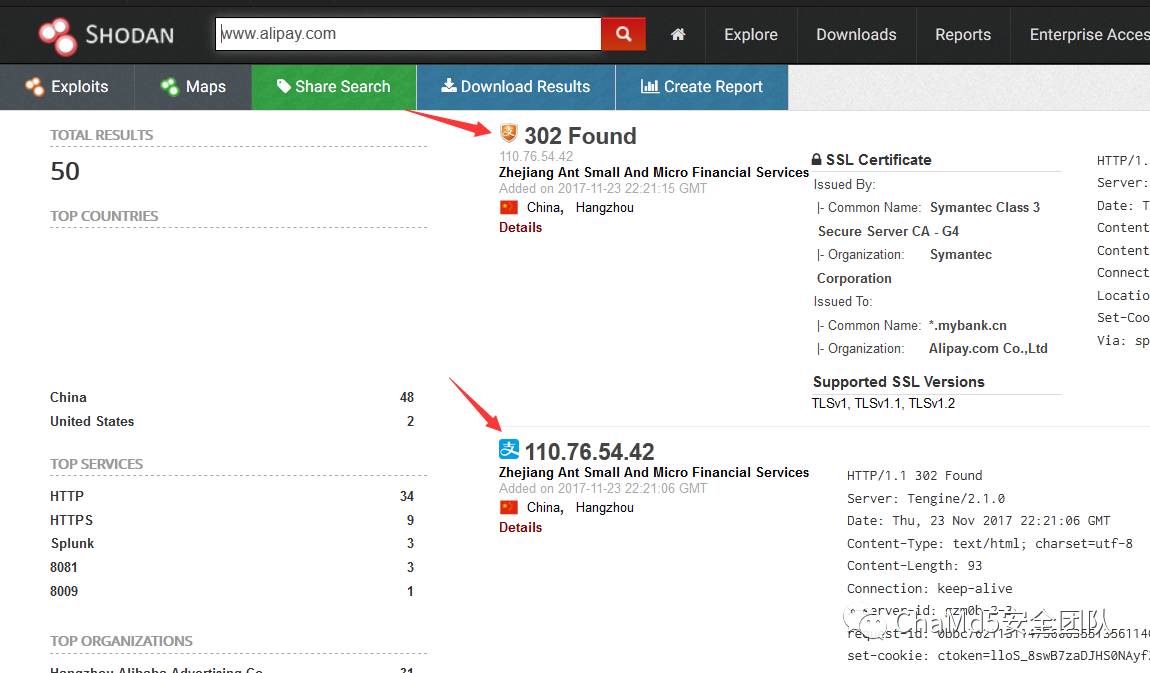 SHODAN
www.alipay.com
Explore
Downloads
Reports
Enterprise Acces
Exploits
Maps
Share Search
Download Results
Create Report
TOTAL RESULTS
50
TOP COUNTRIES
China 48
United States 2
TOP SERVICES
HTTP 34
HTTPS 9
Splunk 3
8081 3
8009 1
TOP ORGANIZATIONS
Hangzhou Alibaba Advertising Co. 21
支 302 Found
110.76.54.42
Zhejiang Ant Small And Micro Financial Services
Added on 2017-11-23 22:21:15 GMT
China, Hangzhou
Details
SSL Certificate
Issued By:
|- Common Name: Symantec Class 3
Secure Server CA - G4
|- Organization: Symantec
Corporation
Issued To:
|- Common Name: *.mybank.cn
|- Organization: Alipay.com Co.,Ltd
Supported SSL Versions
TLSv1, TLSv1.1, TLSv1.2
HTTP/1.
Server:
Date: T
Content
Content
Connect
Locatio
Set-Coo
Via: sp
支 110.76.54.42
Zhejiang Ant Small And Micro Financial Services
Added on 2017-11-23 22:21:06 GMT
China, Hangzhou
Details
HTTP/1.1 302 Found
Server: Tengine/2.1.0
Date: Thu, 23 Nov 2017 22:21:06 GMT
Content-Type: text/html; charset=utf-8
Content-Length: 93
Connection: keep-alive
server-id:
request-id:
set-cookie: ctoken=lloS_8swB7zaDJHS0NAyf
ChaMd5安全团队